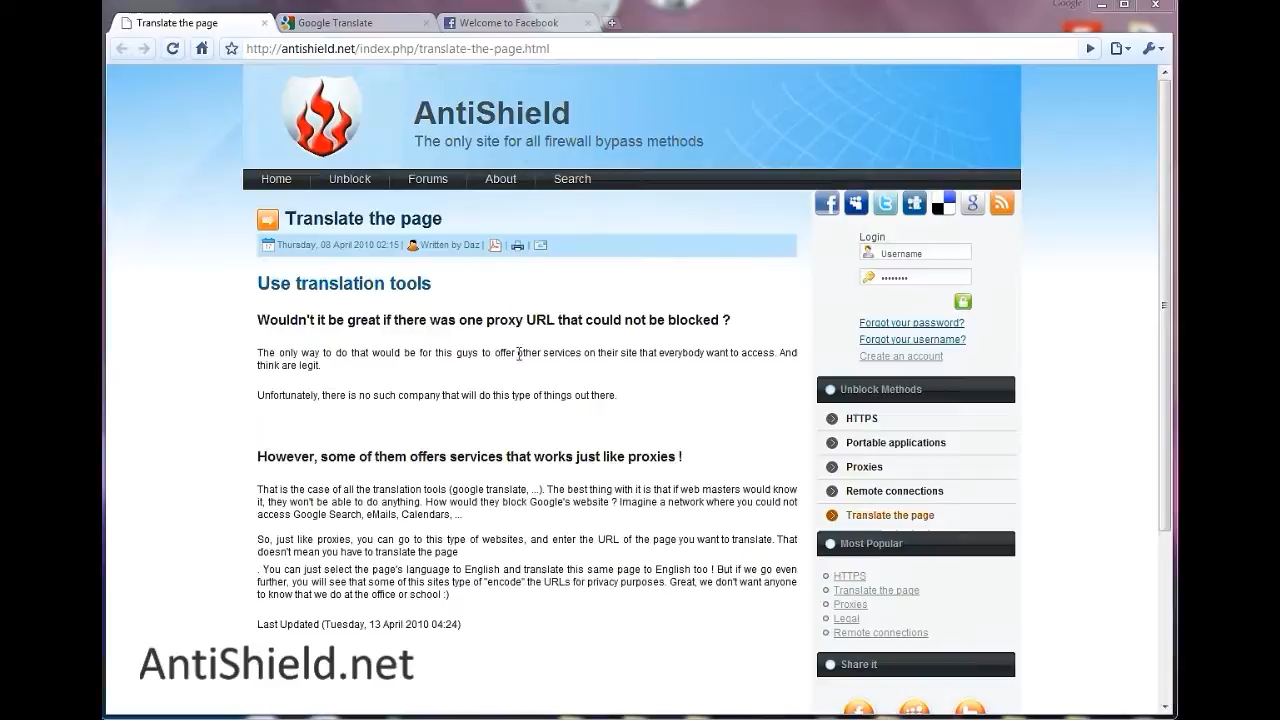 Google
Translate the page
Google Translate
Welcome to Facebook
http://antishield.net/index.php/translate-the-page.html
AntiShield
The only site for all firewall bypass methods
Home
Unblock
Forums
About
Search
Translate the page
Thursday, 08 April 2010 02:15 |
Written by Daz |
Use translation tools
Wouldn't it be great if there was one proxy URL that could not be blocked ?
The only way to do that would be for this guys to offer other services on their site that everybody want to access. And
think are legit.
Unfortunately, there is no such company that will do this type of things out there.
However, some of them offers services that works just like proxies !
That is the case of all the translation tools (google translate, ...). The best thing with it is that if web masters would know
it, they won't be able to do anything. How would they block Google's website ? Imagine a network where you could not
access Google Search, eMails, Calendars, ...
So, just like proxies, you can go to this type of websites, and enter the URL of the page you want to translate. That
doesn't mean you have to translate the page
. You can just select the page's language to English and translate this same page to English too ! But if we go even
further, you will see that some of this sites type of "encode" the URLs for privacy purposes. Great, we don't want anyone
to know that we do at the office or school :)
Last Updated (Tuesday, 13 April 2010 04:24)
Login
Username
••••••••
Forgot your password?
Forgot your username?
Create an account
Unblock Methods
HTTPS
Portable applications
Proxies
Remote connections
Translate the page
Most Popular
HTTPS
Translate the page
Proxies
Legal
Remote connections
Share it
AntiShield.net